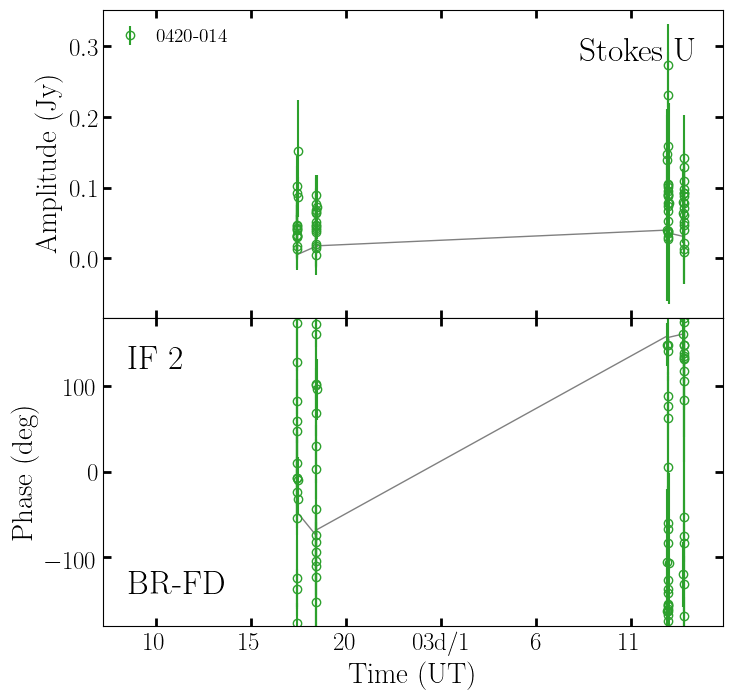 0420-014
Stokes U
0.3
0.2
0.1
0.0
Amplitude (Jy)
IF 2
100
0
−100
Phase (deg)
BR-FD
10 15 20 03d/1 6 11
Time (UT)